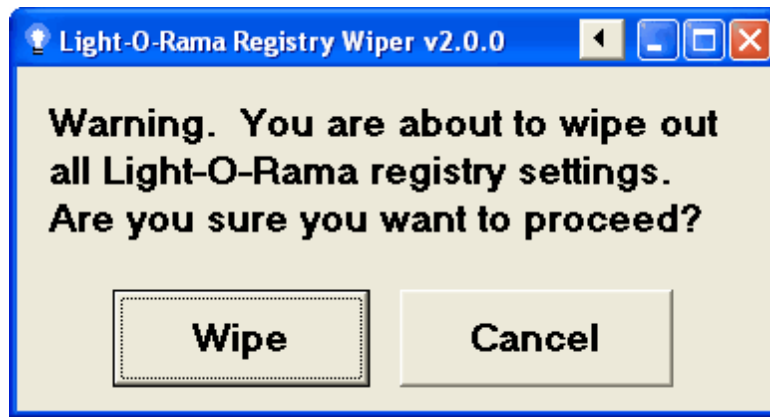 Light-O-Rama Registry Wiper v2.0.0
Warning.  You are about to wipe out
all Light-O-Rama registry settings.
Are you sure you want to proceed?
Wipe
Cancel